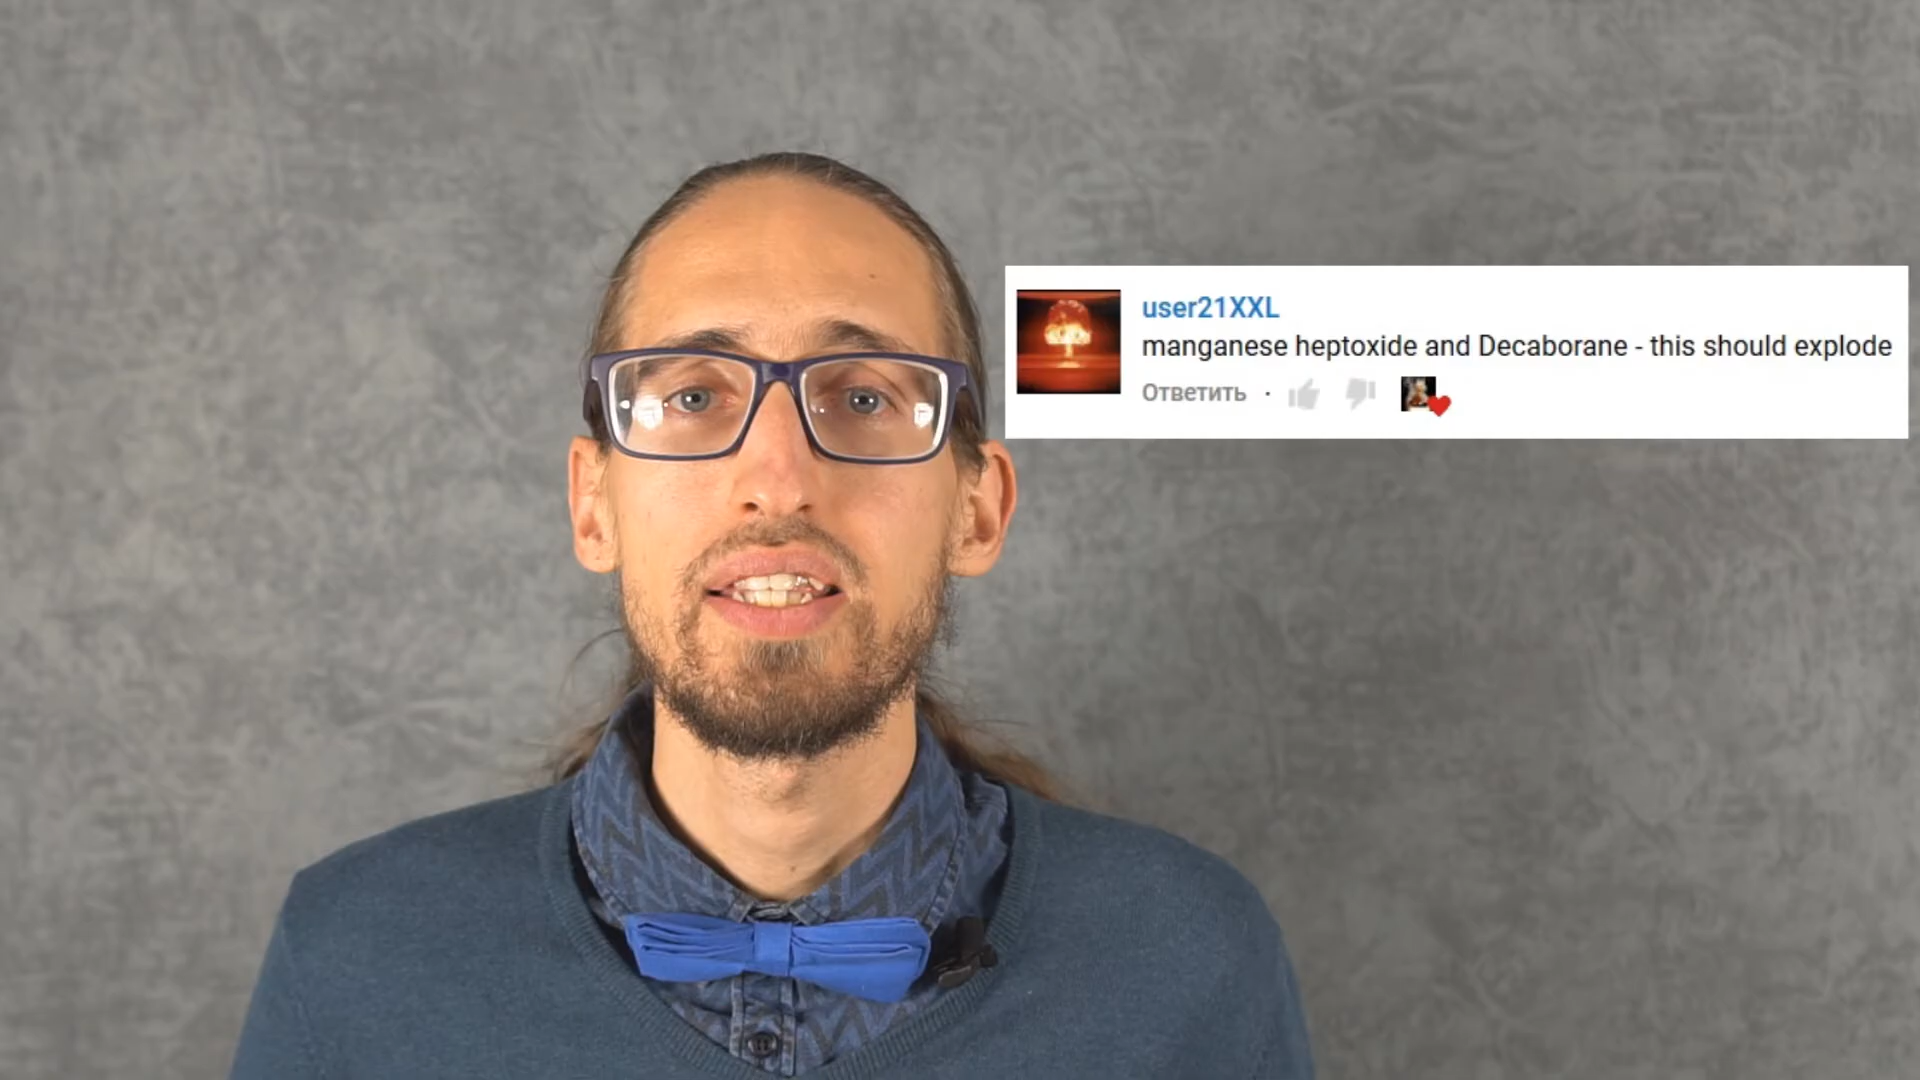 user21XXL
manganese heptoxide and Decaborane - this should explode
Ответить